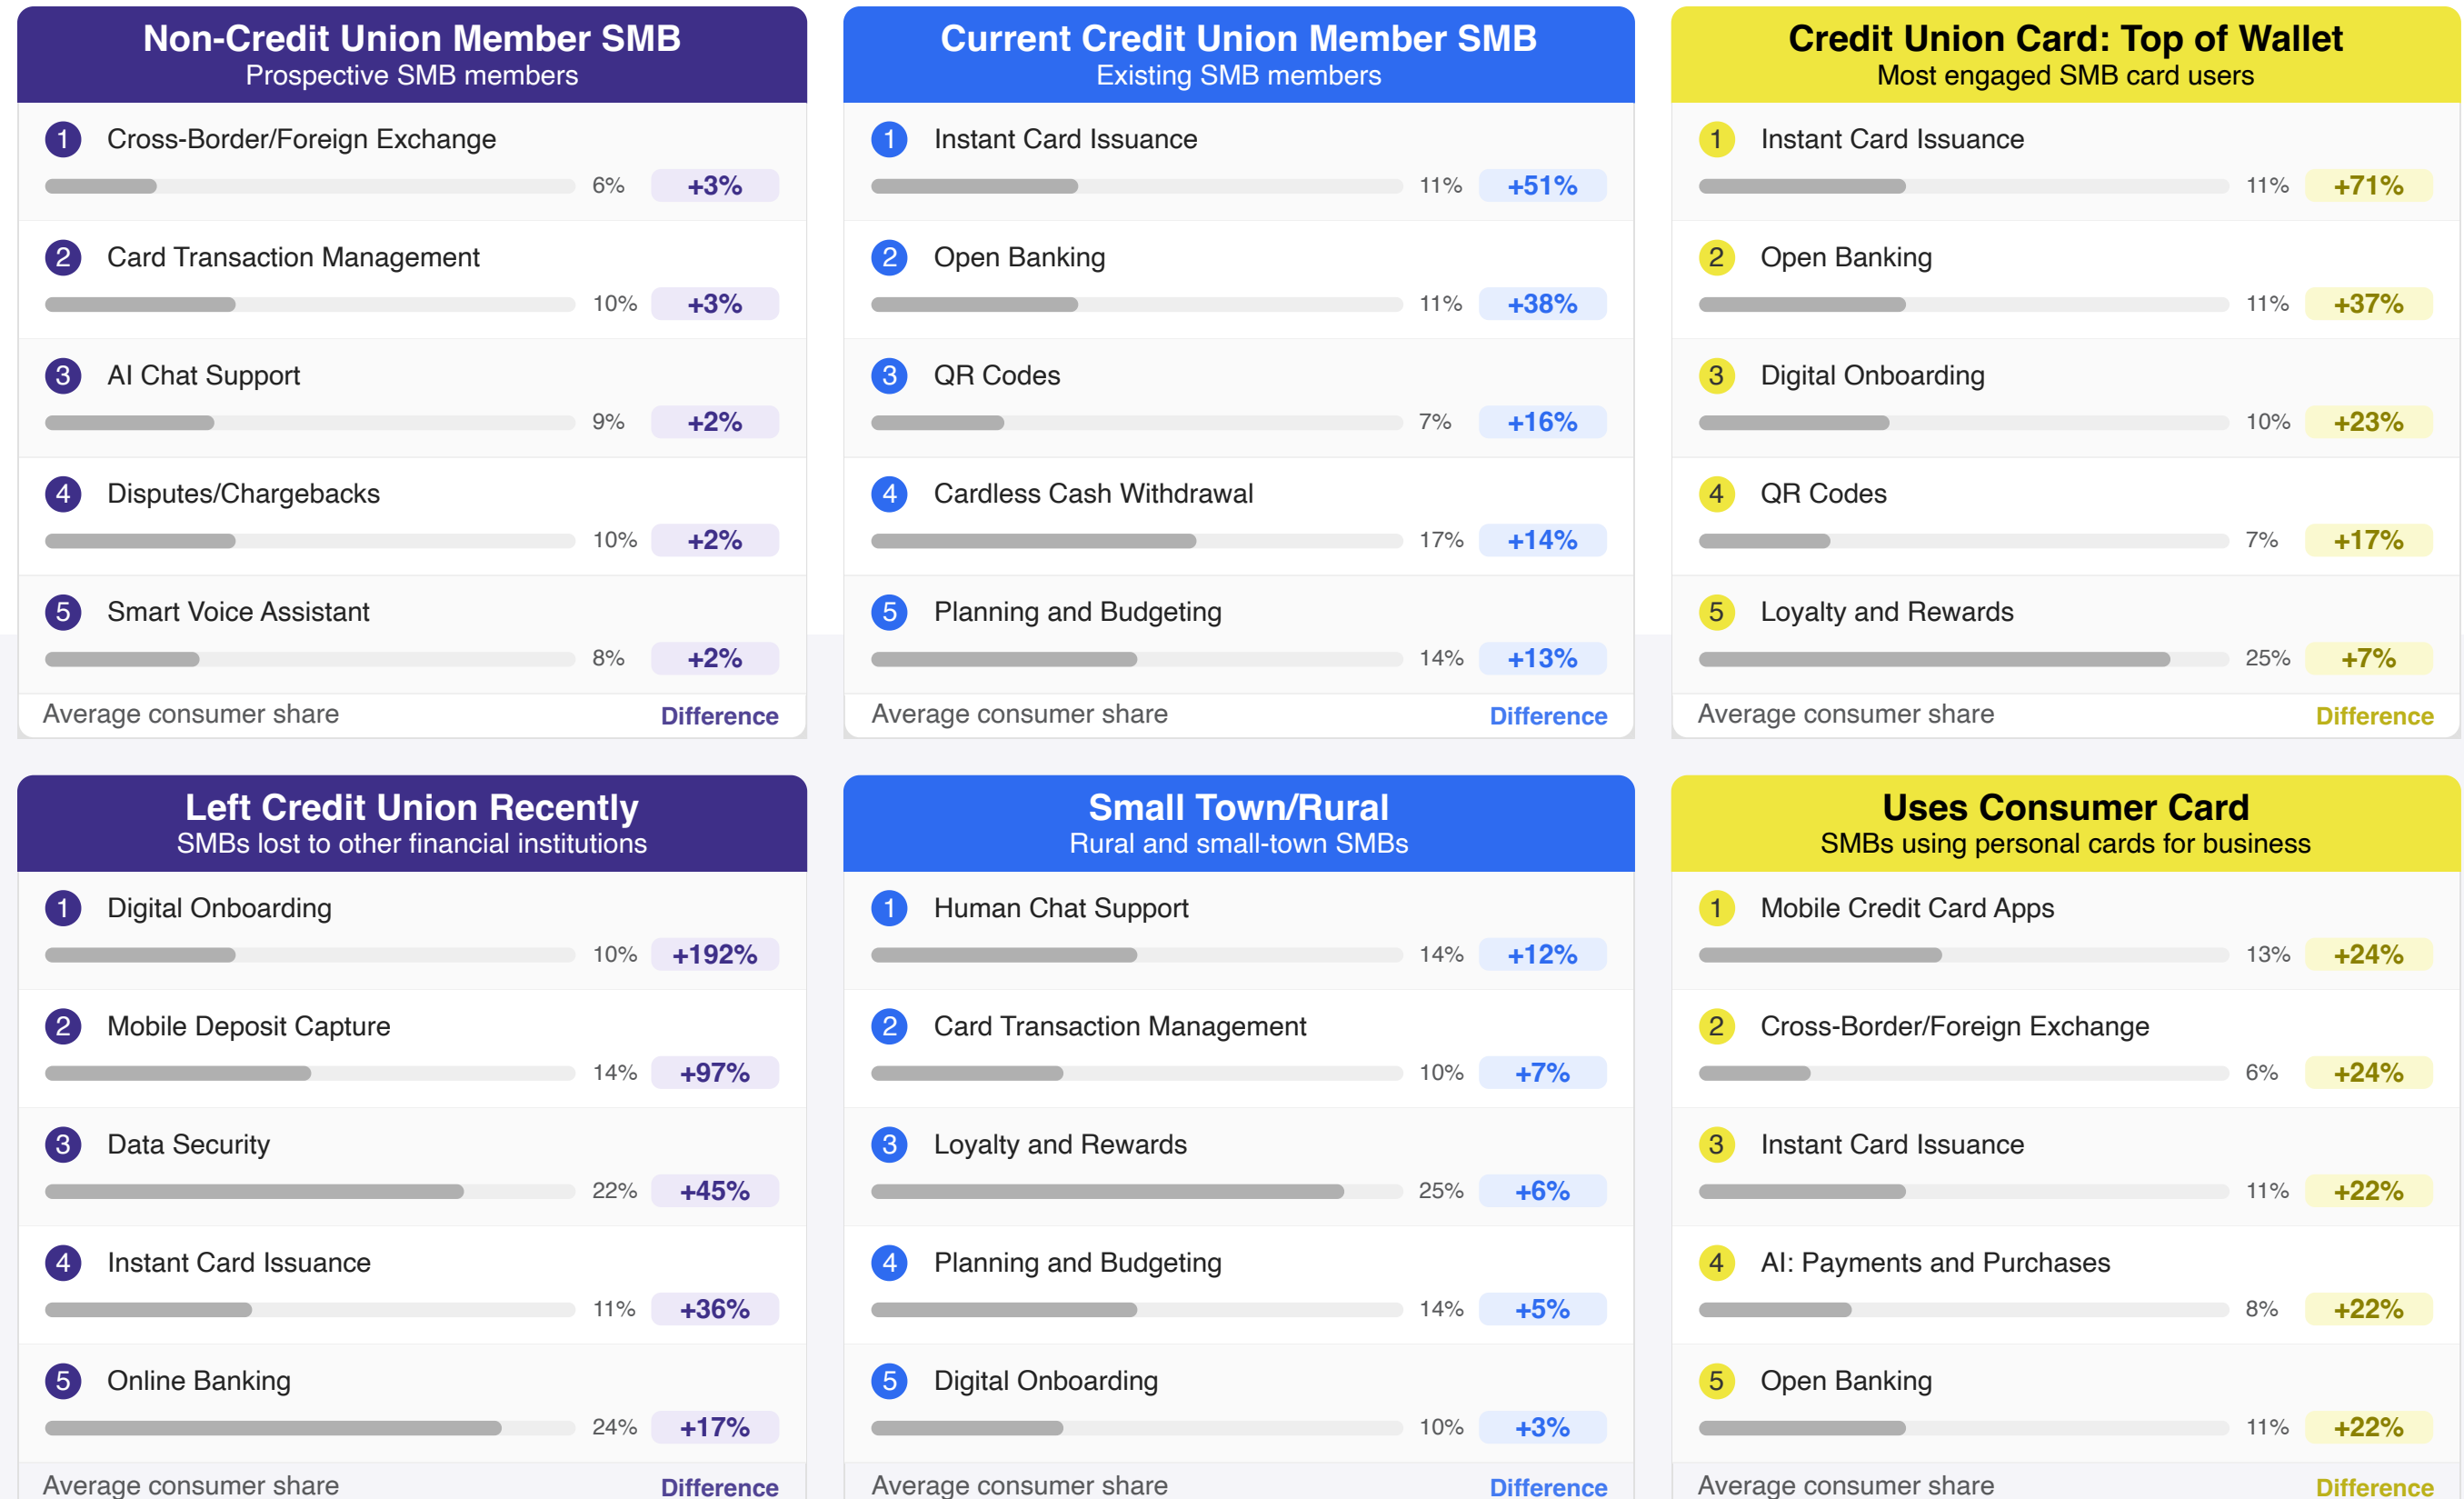 Non-Credit Union Member SMB
Prospective SMB members
1 Cross-Border/Foreign Exchange
6% +3%
2 Card Transaction Management
10% +3%
3 AI Chat Support
9% +2%
4 Disputes/Chargebacks
10% +2%
5 Smart Voice Assistant
8% +2%
Average consumer share Difference
Current Credit Union Member SMB
Existing SMB members
1 Instant Card Issuance
11% +51%
2 Open Banking
11% +38%
3 QR Codes
7% +16%
4 Cardless Cash Withdrawal
17% +14%
5 Planning and Budgeting
14% +13%
Average consumer share Difference
Credit Union Card: Top of Wallet
Most engaged SMB card users
1 Instant Card Issuance
11% +71%
2 Open Banking
11% +37%
3 Digital Onboarding
10% +23%
4 QR Codes
7% +17%
5 Loyalty and Rewards
25% +7%
Average consumer share Difference
Left Credit Union Recently
SMBs lost to other financial institutions
1 Digital Onboarding
10% +192%
2 Mobile Deposit Capture
14% +97%
3 Data Security
22% +45%
4 Instant Card Issuance
11% +36%
5 Online Banking
24% +17%
Average consumer share Difference
Small Town/Rural
Rural and small-town SMBs
1 Human Chat Support
14% +12%
2 Card Transaction Management
10% +7%
3 Loyalty and Rewards
25% +6%
4 Planning and Budgeting
14% +5%
5 Digital Onboarding
10% +3%
Average consumer share Difference
Uses Consumer Card
SMBs using personal cards for business
1 Mobile Credit Card Apps
13% +24%
2 Cross-Border/Foreign Exchange
6% +24%
3 Instant Card Issuance
11% +22%
4 AI: Payments and Purchases
8% +22%
5 Open Banking
11% +22%
Average consumer share Difference